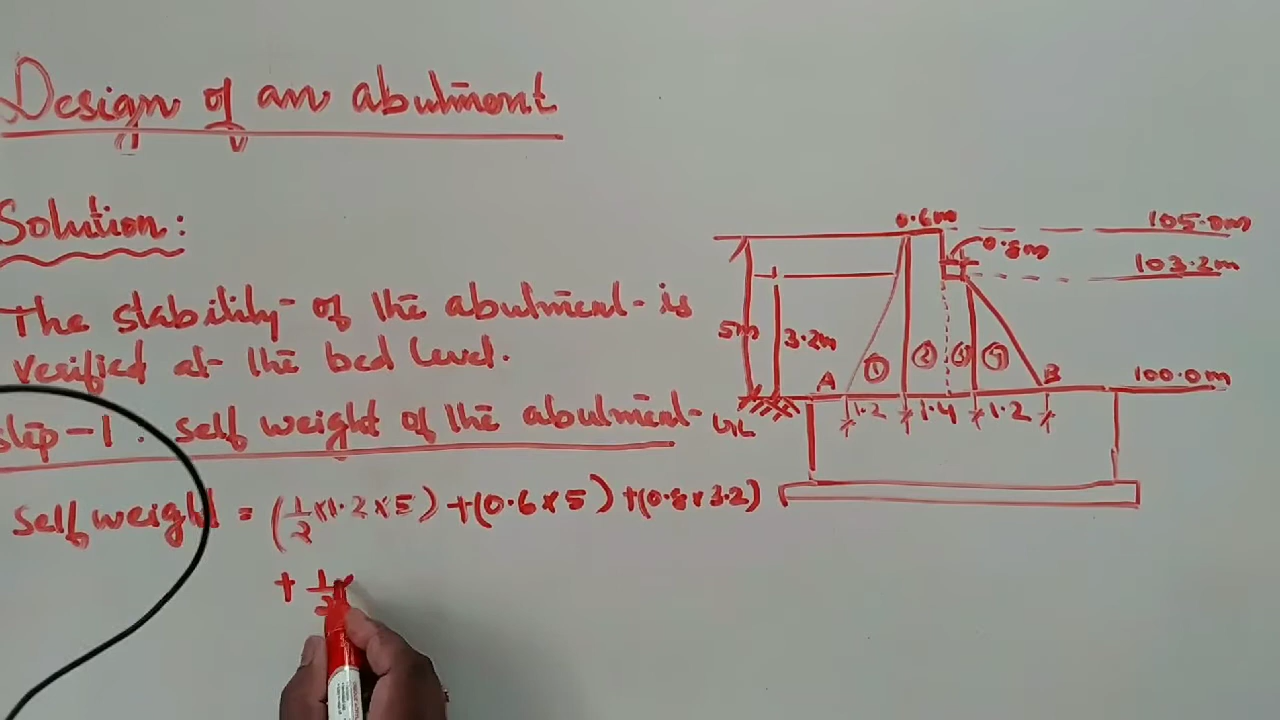 Design of an abutment
Solution:
The stability of the abutment is
verified at the bed level.
Step-1. Self weight of the abutment
Self weight = (1/2 x 1.2 x 5) + (0.6 x 5) + (0.8 x 3.2)
+ 1/2 x
0.6m
105.0m
0.8m
103.2m
5m
3.2m
1
2
3
4
A
B
100.0m
1.2
1.4
1.2